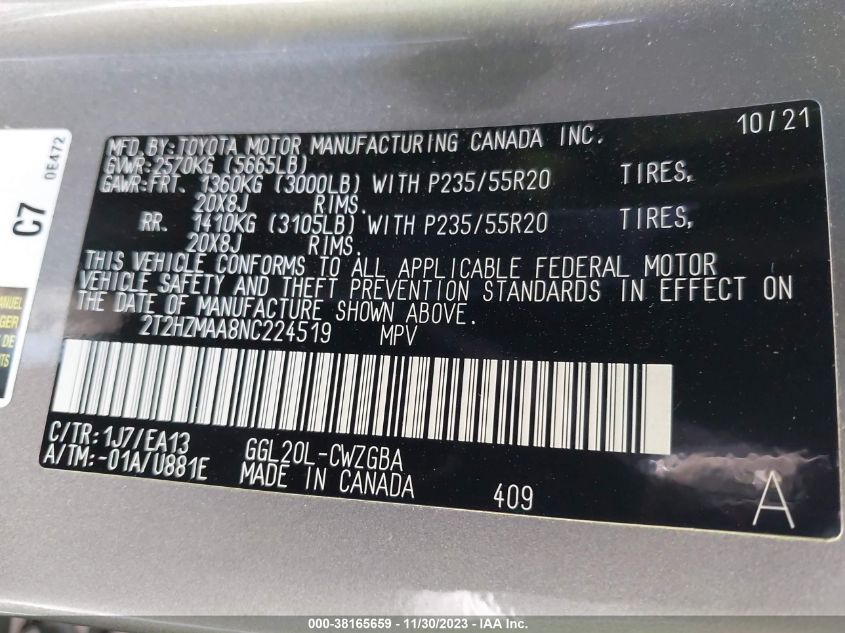 0E472
C7
ANUEL
GER
DE
TS
MFD.BY:TOYOTA MOTOR MANUFACTURING CANADA INC. 10/21
GVWR:2570KG (5665LB)
GAWR:FRT. 1360KG (3000LB) WITH P235/55R20 TIRES,
20X8J RIMS.
RR. 1410KG (3105LB) WITH P235/55R20 TIRES,
20X8J RIMS.
THIS VEHICLE CONFORMS TO ALL APPLICABLE FEDERAL MOTOR
VEHICLE SAFETY AND THEFT PREVENTION STANDARDS IN EFFECT ON
THE DATE OF MANUFACTURE SHOWN ABOVE.
2T2HZMAA8NC224519 MPV
C/TR:1J7/EA13 GGL20L-CWZGBA
A/TM:-01A/U881E MADE IN CANADA 409 A
000-38165659 - 11/30/2023 - IAA Inc.